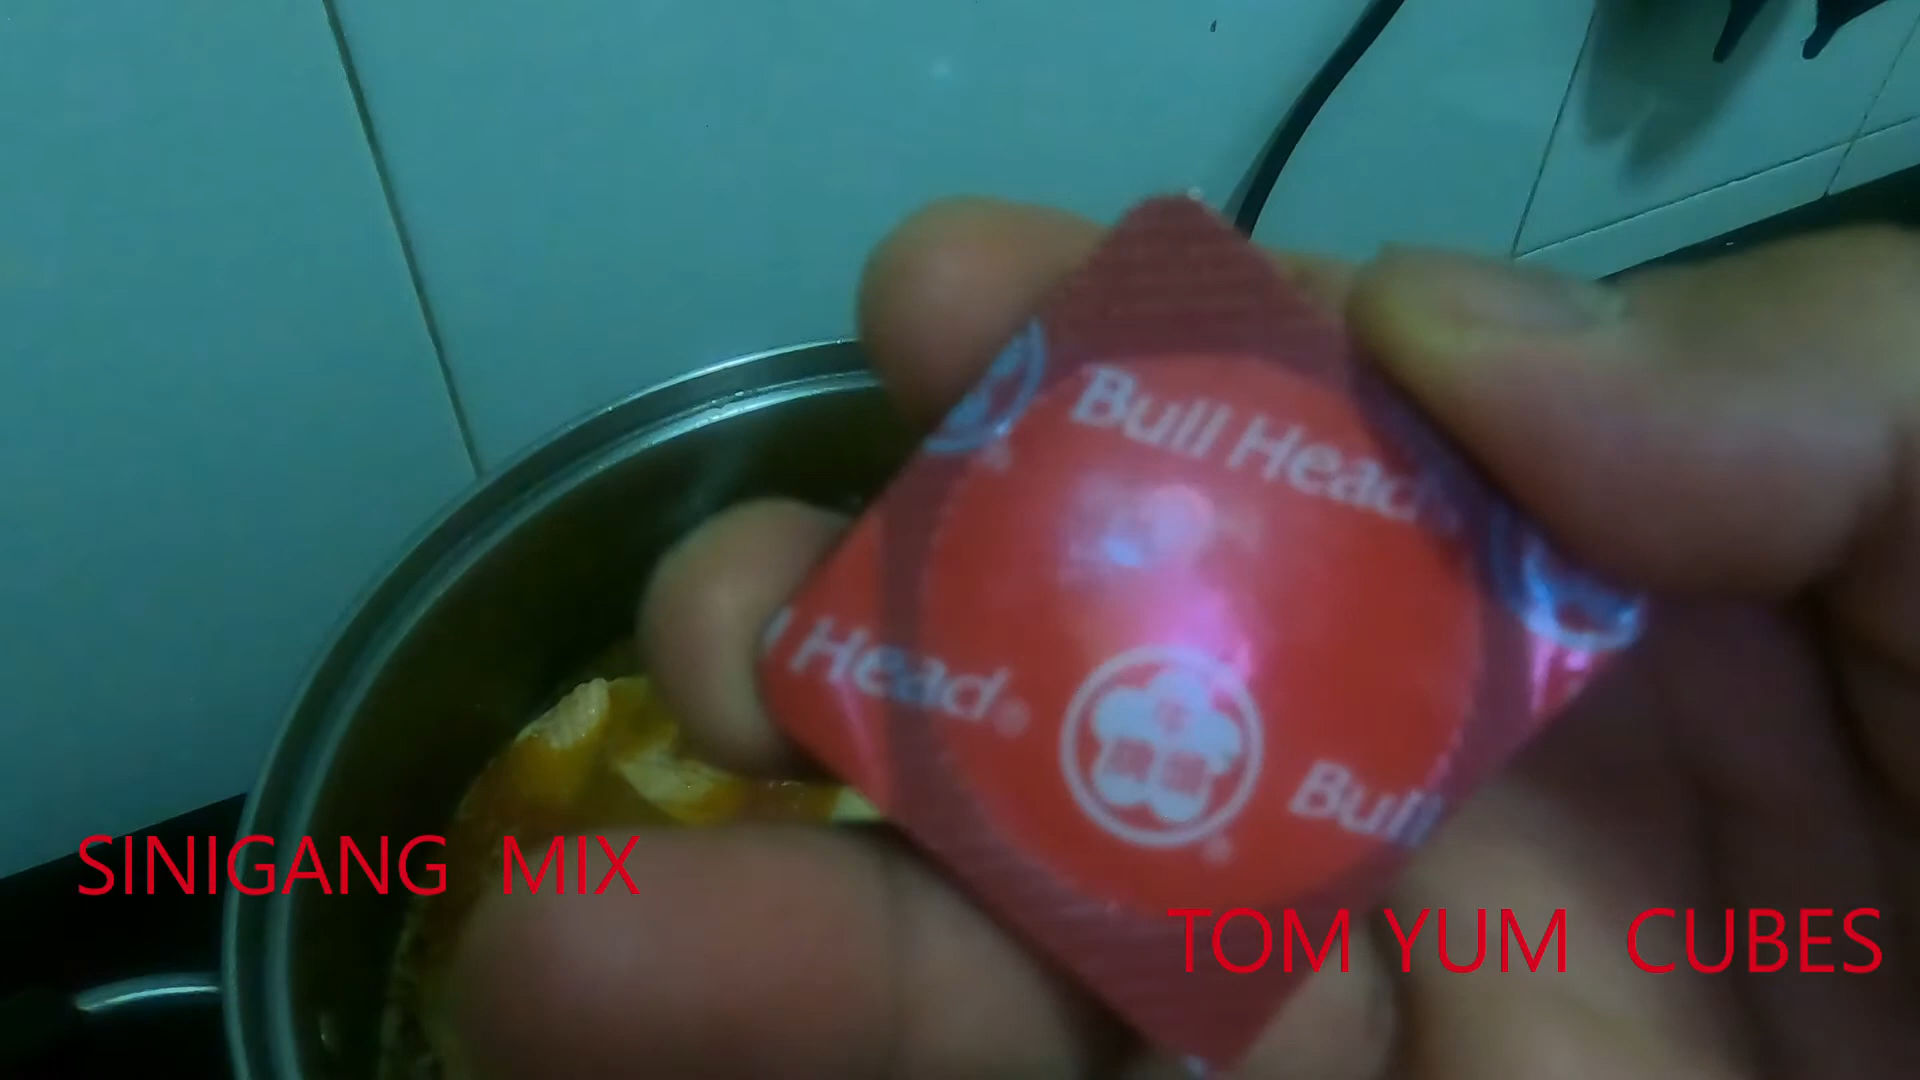 Bull Head
Head®
Bull
SINIGANG MIX
TOM YUM CUBES